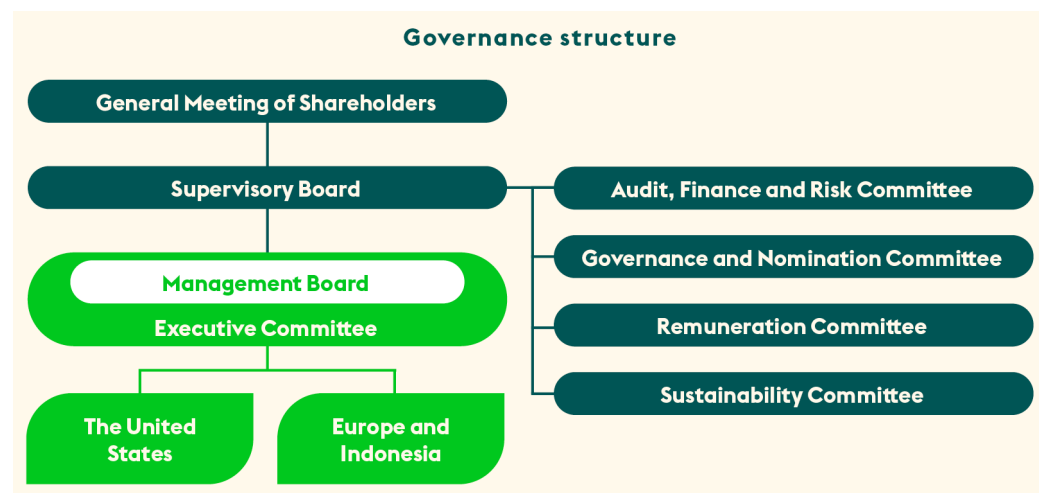 Governance structure
General Meeting of Shareholders
Supervisory Board
Audit, Finance and Risk Committee
Governance and Nomination Committee
Management Board
Executive Committee
Remuneration Committee
Sustainability Committee
The United
States
Europe and
Indonesia